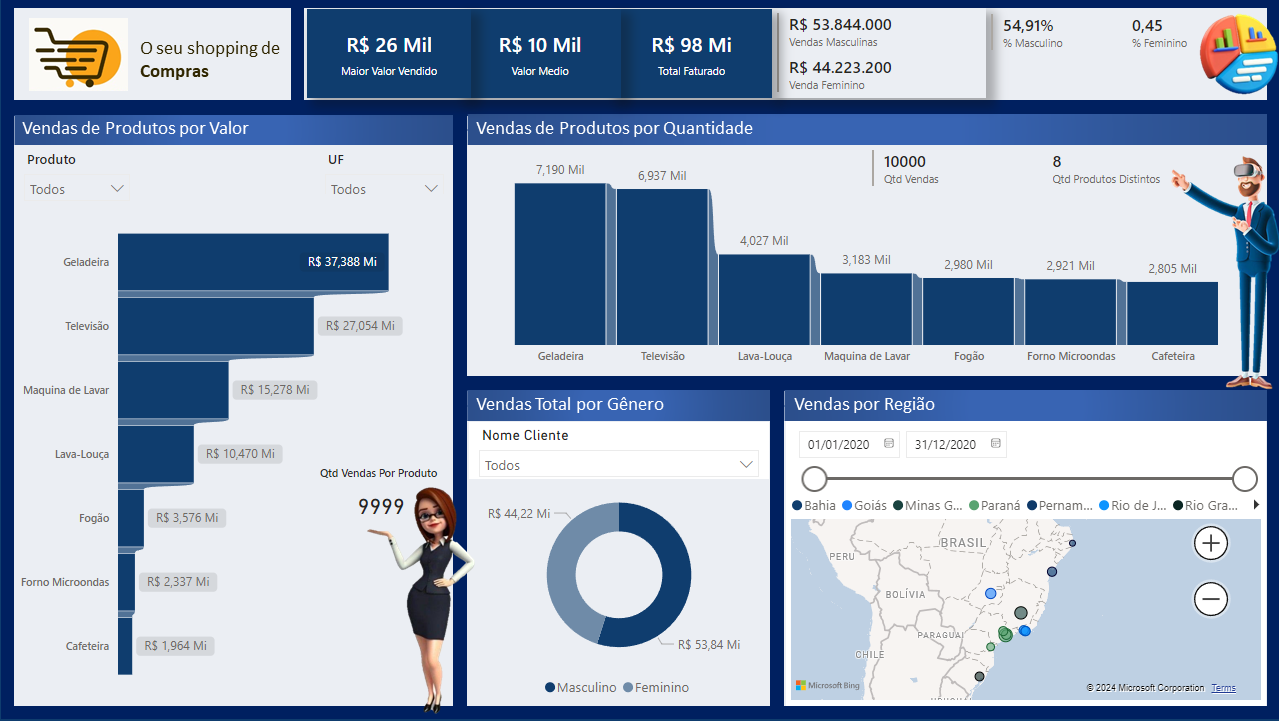 O seu shopping de
Compras
R$ 26 Mil
Maior Valor Vendido
R$ 10 Mil
Valor Medio
R$ 98 Mi
Total Faturado
R$ 53.844.000
Vendas Masculinas
R$ 44.223.200
Venda Feminino
54,91%
% Masculino
0,45
% Feminino
Vendas de Produtos por Valor
Produto
Todos
UF
Todos
Geladeira
R$ 37,388 Mi
Televisão
R$ 27,054 Mi
Maquina de Lavar
R$ 15,278 Mi
Lava-Louça
R$ 10,470 Mi
Fogão
R$ 3,576 Mi
Forno Microondas
R$ 2,337 Mi
Cafeteira
R$ 1,964 Mi
Qtd Vendas Por Produto
9999
Vendas de Produtos por Quantidade
10000
Qtd Vendas
8
Qtd Produtos Distintos
7,190 Mil
6,937 Mil
4,027 Mil
3,183 Mil
2,980 Mil
2,921 Mil
2,805 Mil
Geladeira
Televisão
Lava-Louça
Maquina de Lavar
Fogão
Forno Microondas
Cafeteira
Vendas Total por Gênero
Nome Cliente
Todos
R$ 44,22 Mi
R$ 53,84 Mi
Masculino
Feminino
Vendas por Região
01/01/2020
31/12/2020
Bahia
Goiás
Minas G...
Paraná
Pernam...
Rio de J...
Rio Gra...
BRASIL
PERU
BOLÍVIA
PARAGUAI
CHILE
URUGUAI
Microsoft Bing
© 2024 Microsoft Corporation
Terms